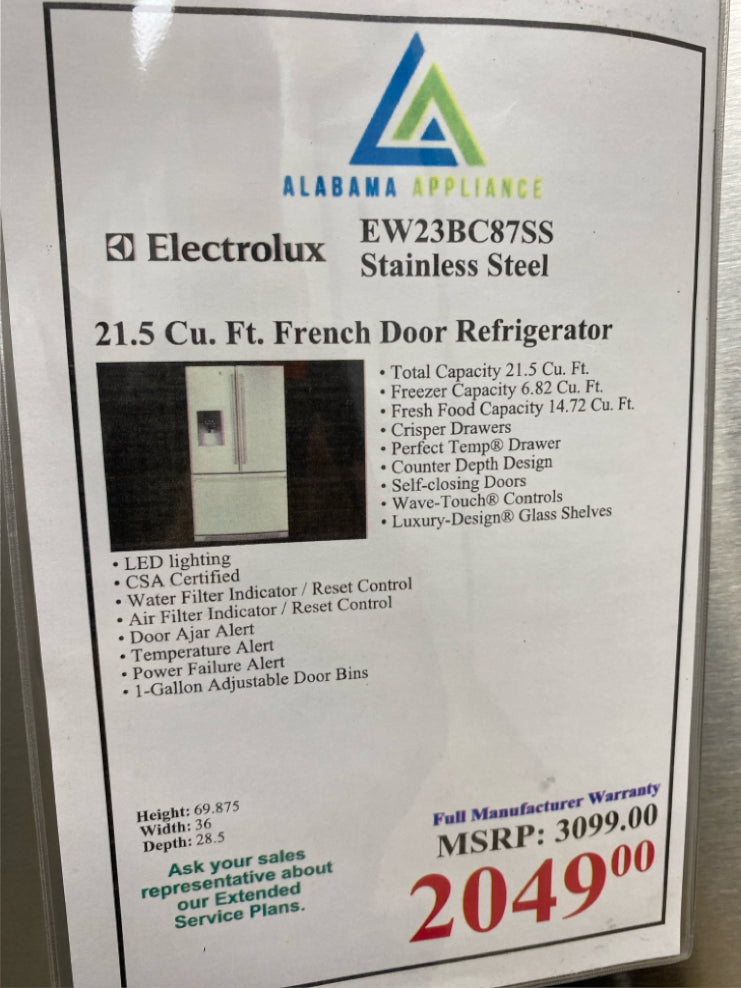 ALABAMA APPLIANCE
Electrolux
EW23BC87SS
Stainless Steel
21.5 Cu. Ft. French Door Refrigerator
• Total Capacity 21.5 Cu. Ft.
• Freezer Capacity 6.82 Cu. Ft.
• Fresh Food Capacity 14.72 Cu. Ft.
• Crisper Drawers
• Perfect Temp® Drawer
• Counter Depth Design
• Self-closing Doors
• Wave-Touch® Controls
• Luxury-Design® Glass Shelves
• LED lighting
• CSA Certified
• Water Filter Indicator / Reset Control
• Air Filter Indicator / Reset Control
• Door Ajar Alert
• Temperature Alert
• Power Failure Alert
• 1-Gallon Adjustable Door Bins
Height: 69.875
Width: 36
Depth: 28.5
Ask your sales
representative about
our Extended
Service Plans.
Full Manufacturer Warranty
MSRP: 3099.00
204900